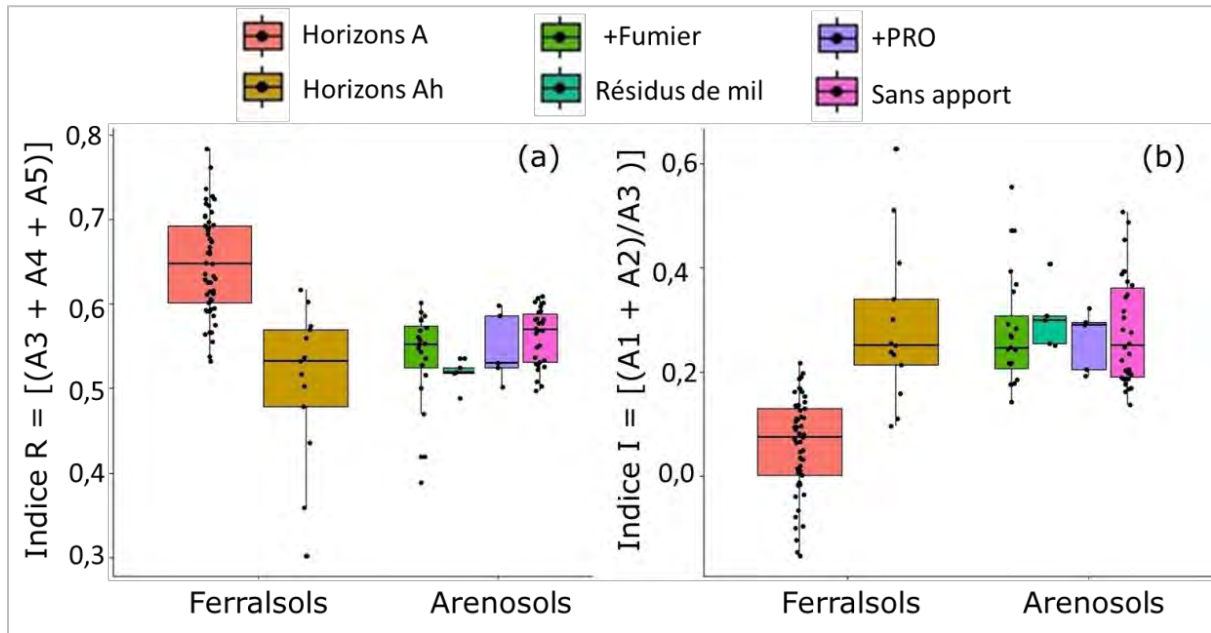 Horizons A
+Fumier
+PRO
Horizons Ah
Résidus de mil
Sans apport
(a)
Indice R = [(A3 + A4 + A5)]
0,8
0,7
0,6
0,5
0,4
0,3
Ferralsols
Arenosols
(b)
Indice I = [(A1 + A2)/A3 )]
0,6
0,4
0,2
0,0
Ferralsols
Arenosols